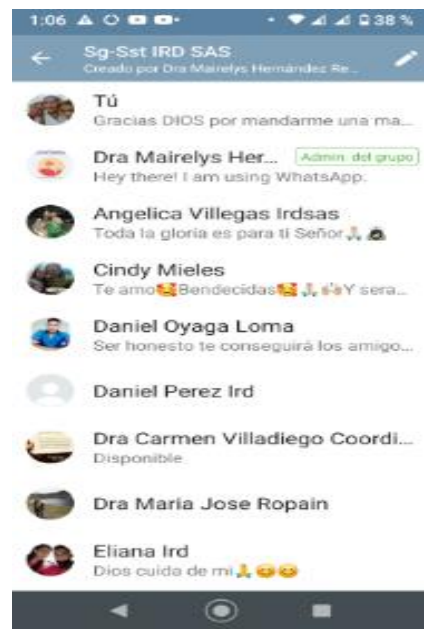 1:06 38 %
Sg-Sst IRD SAS
Creado por Dra Mairelys Hernández Re...
Tú
Gracias DIOS por mandarme una ma...
Dra Mairelys Her... Admin. del grupo
Hey there! I am using WhatsApp.
Angelica Villegas Irdsas
Toda la gloria es para ti Señor🙏
Cindy Mieles
Te amo🥰Bendecidas🥰🙏🙌Y sera...
Daniel Oyaga Loma
Ser honesto te conseguirá los amigo...
Daniel Perez Ird
Dra Carmen Villadiego Coordi...
Disponible
Dra Maria Jose Ropain
Eliana Ird
Dios cuida de mi🙏😊😊